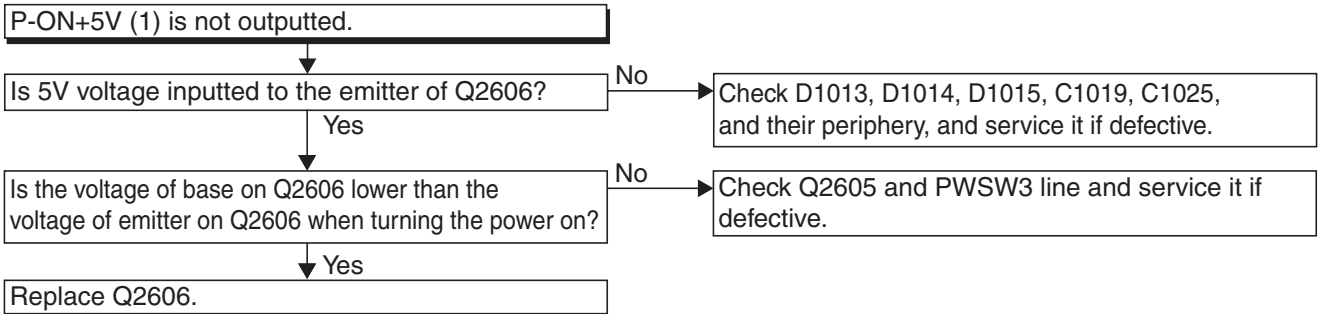 P-ON+5V (1) is not outputted.
Is 5V voltage inputted to the emitter of Q2606?
No
Check D1013, D1014, D1015, C1019, C1025,
and their periphery, and service it if defective.
Yes
Is the voltage of base on Q2606 lower than the
voltage of emitter on Q2606 when turning the power on?
No
Check Q2605 and PWSW3 line and service it if
defective.
Yes
Replace Q2606.